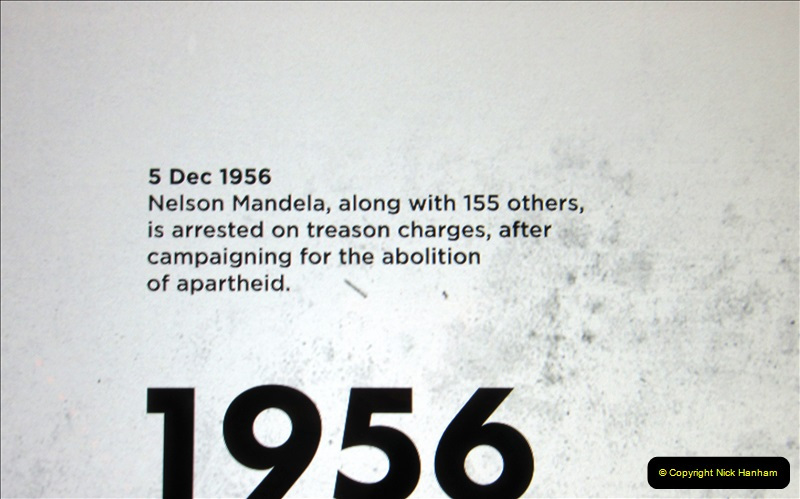 5 Dec 1956
Nelson Mandela, along with 155 others,
is arrested on treason charges, after
campaigning for the abolition
of apartheid.
1956
© Copyright Nick Hanham